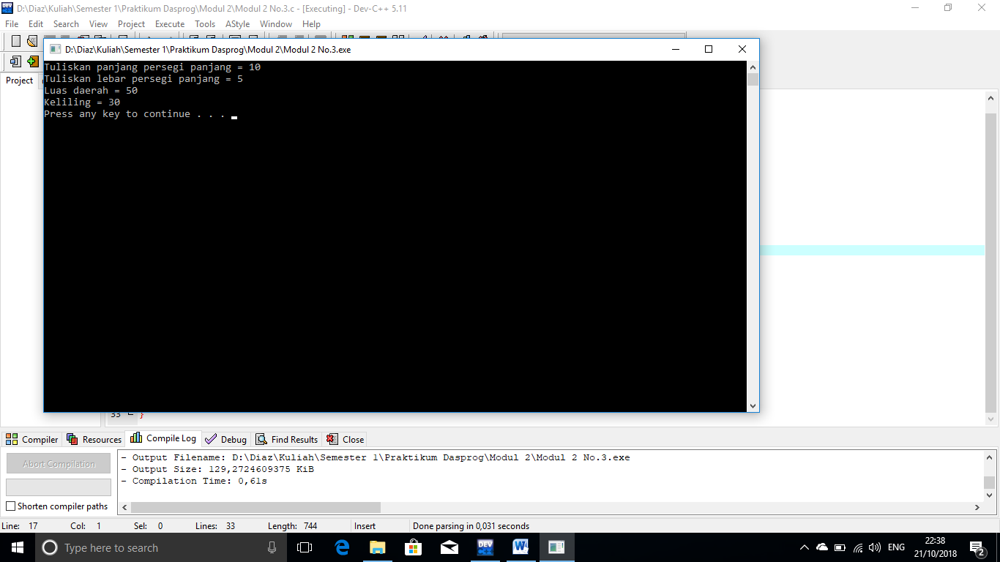 D:\Diaz\Kuliah\Semester 1\Praktikum Dasprog\Modul 2\Modul 2 No.3.c - [Executing] - Dev-C++ 5.11
File Edit Search View Project Execute Tools AStyle Window Help
D:\Diaz\Kuliah\Semester 1\Praktikum Dasprog\Modul 2\Modul 2 No.3.exe
Project
Tuliskan panjang persegi panjang = 10
Tuliskan lebar persegi panjang = 5
Luas daerah = 50
Keliling = 30
Press any key to continue . . .
33 }
Compiler Resources Compile Log Debug Find Results Close
Abort Compilation
Shorten compiler paths
- Output Filename: D:\Diaz\Kuliah\Semester 1\Praktikum Dasprog\Modul 2\Modul 2 No.3.exe
- Output Size: 129,2724609375 KiB
- Compilation Time: 0,61s
Line: 17 Col: 1 Sel: 0 Lines: 33 Length: 744 Insert Done parsing in 0,031 seconds
Type here to search
DEV
ENG
22:38
21/10/2018
2